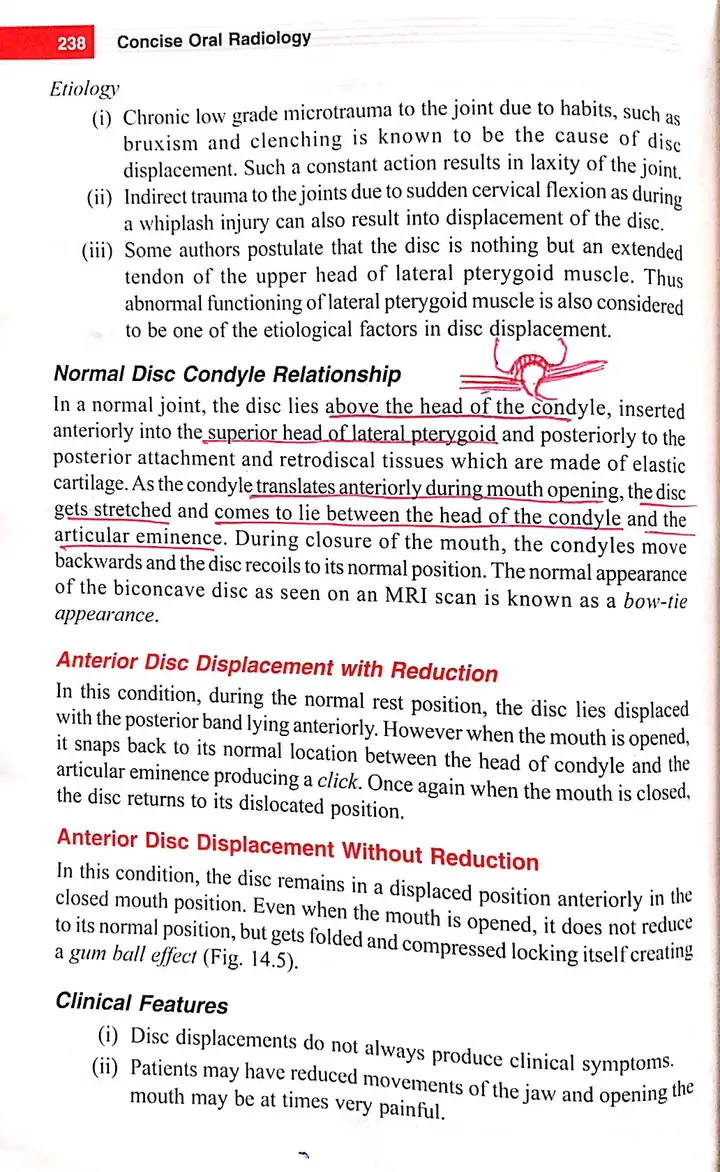 238 Concise Oral Radiology
Etiology
(i) Chronic low grade microtrauma to the joint due to habits, such as
bruxism and clenching is known to be the cause of disc
displacement. Such a constant action results in laxity of the joint.
(ii) Indirect trauma to the joints due to sudden cervical flexion as during
a whiplash injury can also result into displacement of the disc.
(iii) Some authors postulate that the disc is nothing but an extended
tendon of the upper head of lateral pterygoid muscle. Thus
abnormal functioning of lateral pterygoid muscle is also considered
to be one of the etiological factors in disc displacement.
Normal Disc Condyle Relationship
In a normal joint, the disc lies above the head of the condyle, inserted
anteriorly into the superior head of lateral pterygoid and posteriorly to the
posterior attachment and retrodiscal tissues which are made of elastic
cartilage. As the condyle translates anteriorly during mouth opening, the disc
gets stretched and comes to lie between the head of the condyle and the
articular eminence. During closure of the mouth, the condyles move
backwards and the disc recoils to its normal position. The normal appearance
of the biconcave disc as seen on an MRI scan is known as a bow-tie
appearance.
Anterior Disc Displacement with Reduction
In this condition, during the normal rest position, the disc lies displaced
with the posterior band lying anteriorly. However when the mouth is opened,
it snaps back to its normal location between the head of condyle and the
articular eminence producing a click. Once again when the mouth is closed,
the disc returns to its dislocated position.
Anterior Disc Displacement Without Reduction
In this condition, the disc remains in a displaced position anteriorly in the
closed mouth position. Even when the mouth is opened, it does not reduce
to its normal position, but gets folded and compressed locking itself creating
a gum ball effect (Fig. 14.5).
Clinical Features
(i) Disc displacements do not always produce clinical symptoms.
(ii) Patients may have reduced movements of the jaw and opening the
mouth may be at times very painful.